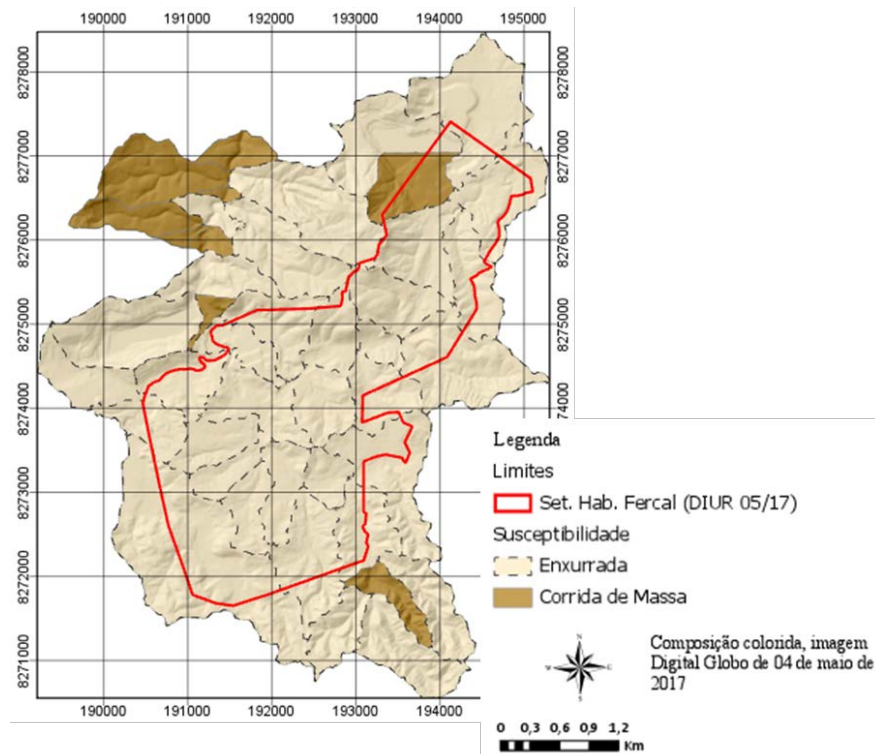 190000 191000 192000 193000 194000 195000
8278000
8278000
8277000
8277000
8276000
8276000
8275000
8275000
8274000
8274000
8273000
8272000
8271000
Legenda
Limites
Set. Hab. Fercal (DIUR 05/17)
Susceptibilidade
Enxurrada
Corrida de Massa
N
Composição colorida, imagem
Digital Globo de 04 de maio de
2017
190000 191000 192000 193000 194000
0 0,3 0,6 0,9 1,2
Km